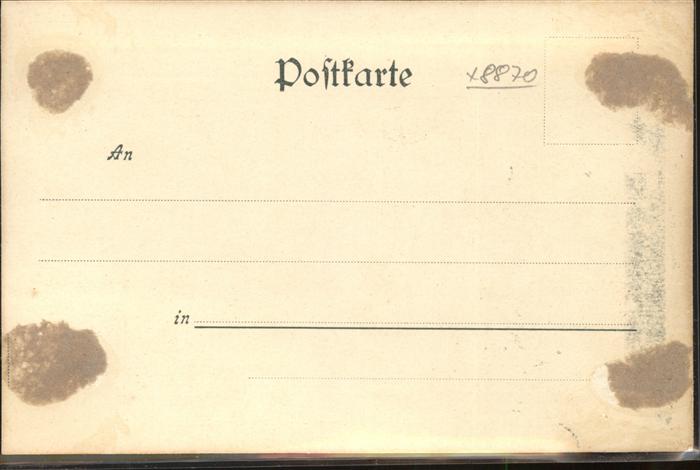 Poſtkarte
x8870
An
in